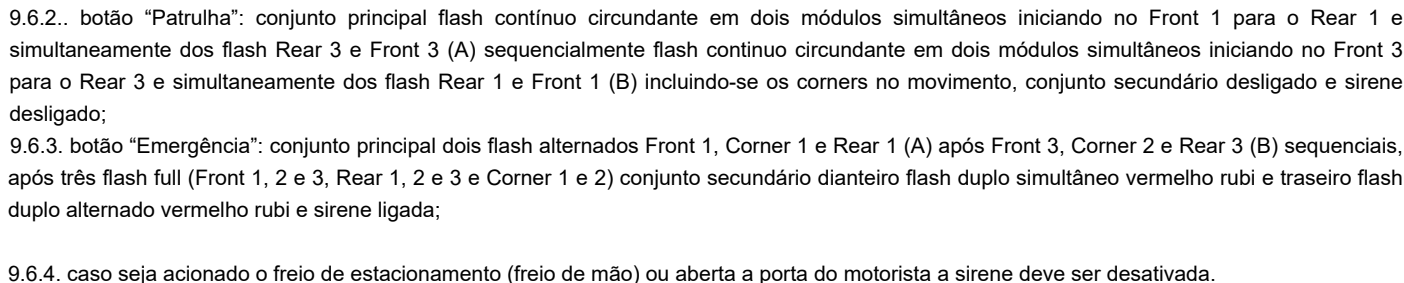 9.6.2.. botão “Patrulha”: conjunto principal flash contínuo circundante em dois módulos simultâneos iniciando no Front 1 para o Rear 1 e
simultaneamente dos flash Rear 3 e Front 3 (A) sequencialmente flash continuo circundante em dois módulos simultâneos iniciando no Front 3
para o Rear 3 e simultaneamente dos flash Rear 1 e Front 1 (B) incluindo-se os corners no movimento, conjunto secundário desligado e sirene
desligado;
9.6.3. botão “Emergência”: conjunto principal dois flash alternados Front 1, Corner 1 e Rear 1 (A) após Front 3, Corner 2 e Rear 3 (B) sequenciais,
após três flash full (Front 1, 2 e 3, Rear 1, 2 e 3 e Corner 1 e 2) conjunto secundário dianteiro flash duplo simultâneo vermelho rubi e traseiro flash
duplo alternado vermelho rubi e sirene ligada;
9.6.4. caso seja acionado o freio de estacionamento (freio de mão) ou aberta a porta do motorista a sirene deve ser desativada.